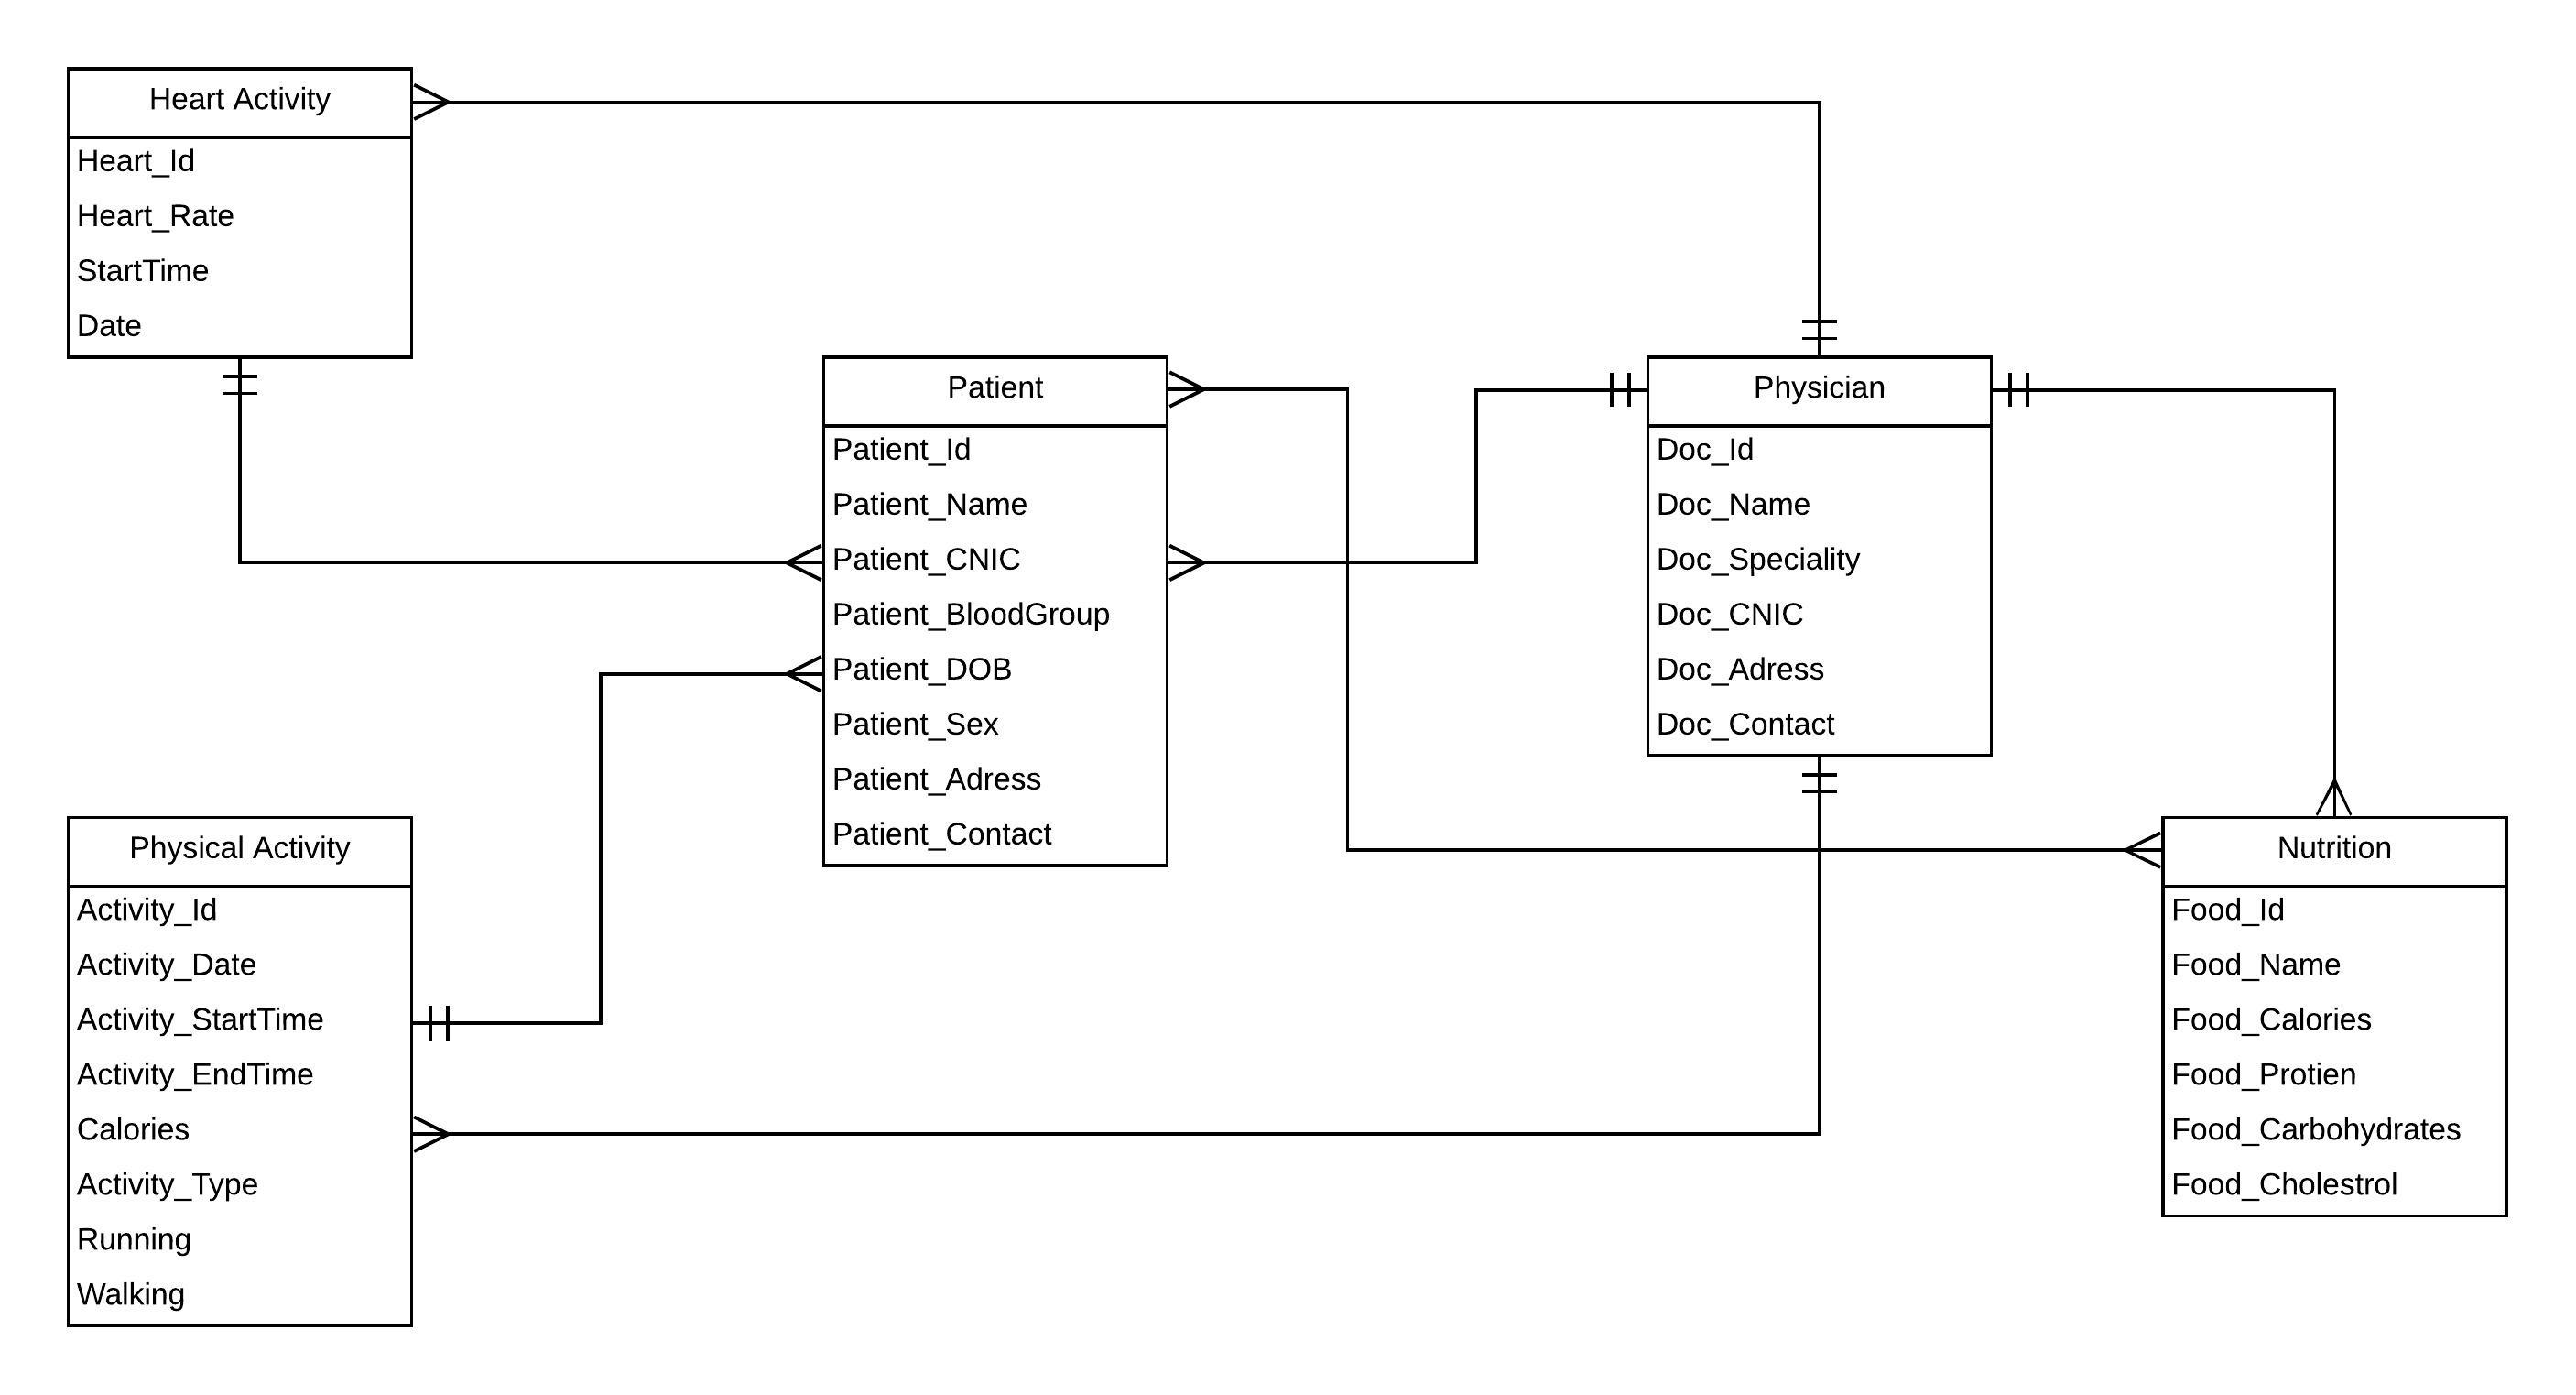 Heart Activity
Heart_Id
Heart_Rate
StartTime
Date
Patient
Patient_Id
Patient_Name
Patient_CNIC
Patient_BloodGroup
Patient_DOB
Patient_Sex
Patient_Adress
Patient_Contact
Physician
Doc_Id
Doc_Name
Doc_Speciality
Doc_CNIC
Doc_Adress
Doc_Contact
Physical Activity
Activity_Id
Activity_Date
Activity_StartTime
Activity_EndTime
Calories
Activity_Type
Running
Walking
Nutrition
Food_Id
Food_Name
Food_Calories
Food_Protien
Food_Carbohydrates
Food_Cholestrol